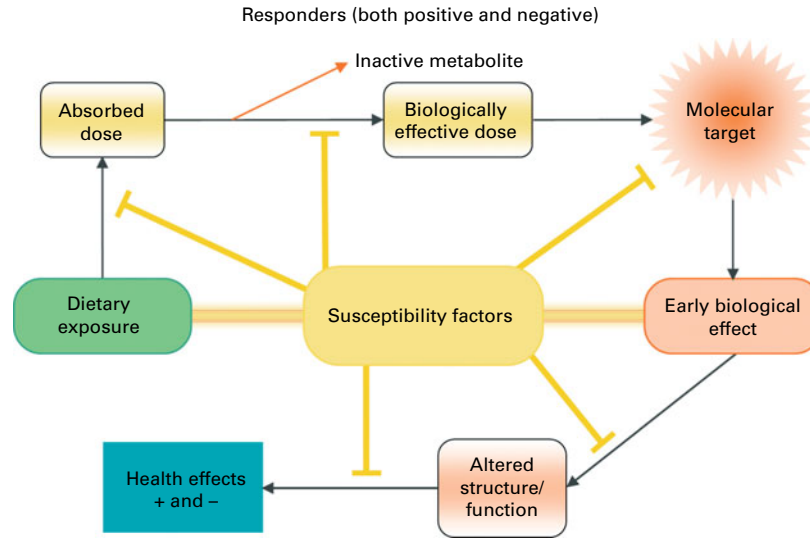 Responders (both positive and negative)
Inactive metabolite
Absorbed
dose
Biologically
effective dose
Molecular
target
Dietary
exposure
Susceptibility factors
Early biological
effect
Health effects
+ and –
Altered
structure/
function